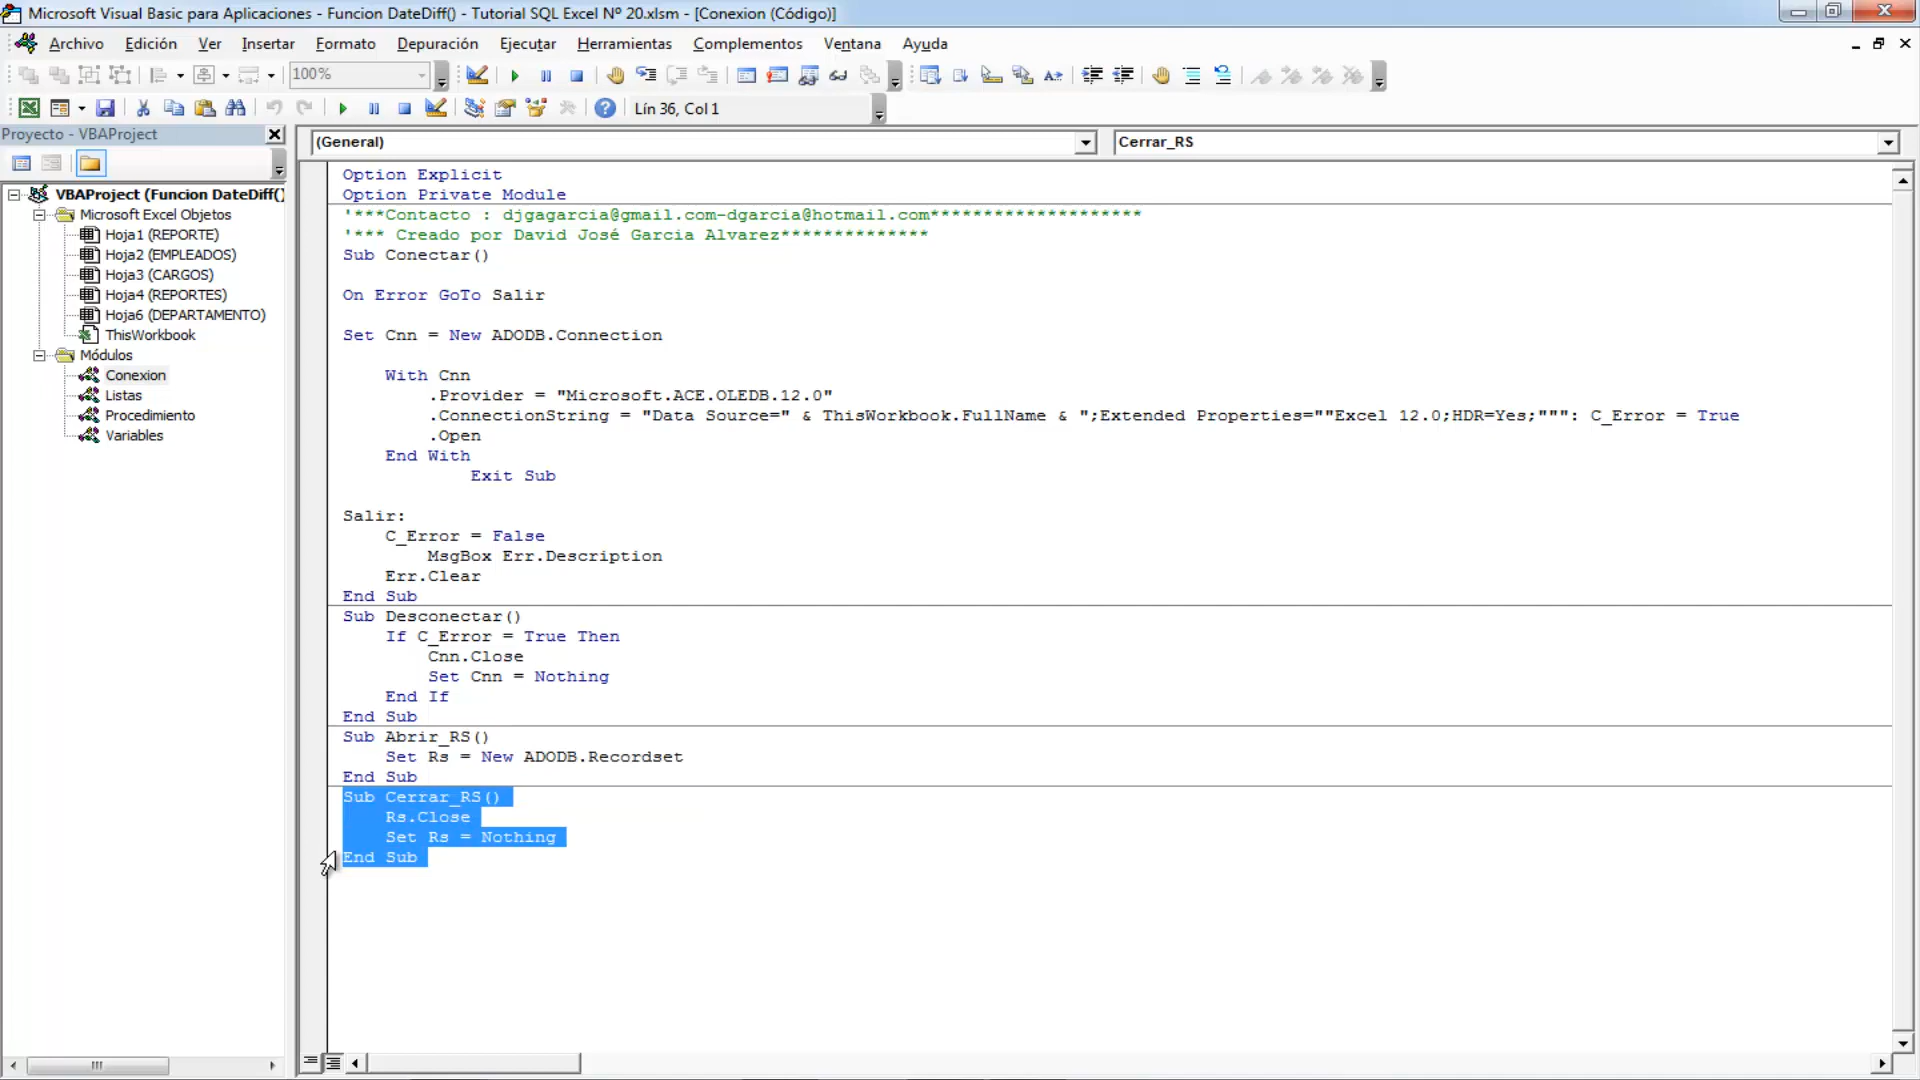 Microsoft Visual Basic para Aplicaciones - Funcion DateDiff() - Tutorial SQL Excel Nº 20.xlsm - [Conexion (Código)]
Archivo Edición Ver Insertar Formato Depuración Ejecutar Herramientas Complementos Ventana Ayuda
100%
Lín 36, Col 1
Proyecto - VBAProject
(General) Cerrar_RS
VBAProject (Funcion DateDiff()
Microsoft Excel Objetos
Hoja1 (REPORTE)
Hoja2 (EMPLEADOS)
Hoja3 (CARGOS)
Hoja4 (REPORTES)
Hoja6 (DEPARTAMENTO)
ThisWorkbook
Módulos
Conexion
Listas
Procedimiento
Variables
Option Explicit
Option Private Module
'***Contacto : djgagarcia@gmail.com-dgarcia@hotmail.com********************
'*** Creado por David José Garcia Alvarez**************
Sub Conectar()
On Error GoTo Salir
Set Cnn = New ADODB.Connection
With Cnn
.Provider = "Microsoft.ACE.OLEDB.12.0"
.ConnectionString = "Data Source=" & ThisWorkbook.FullName & ";Extended Properties=""Excel 12.0;HDR=Yes;""": C_Error = True
.Open
End With
Exit Sub
Salir:
C_Error = False
MsgBox Err.Description
Err.Clear
End Sub
Sub Desconectar()
If C_Error = True Then
Cnn.Close
Set Cnn = Nothing
End If
End Sub
Sub Abrir_RS()
Set Rs = New ADODB.Recordset
End Sub
Sub Cerrar_RS()
Rs.Close
Set Rs = Nothing
End Sub